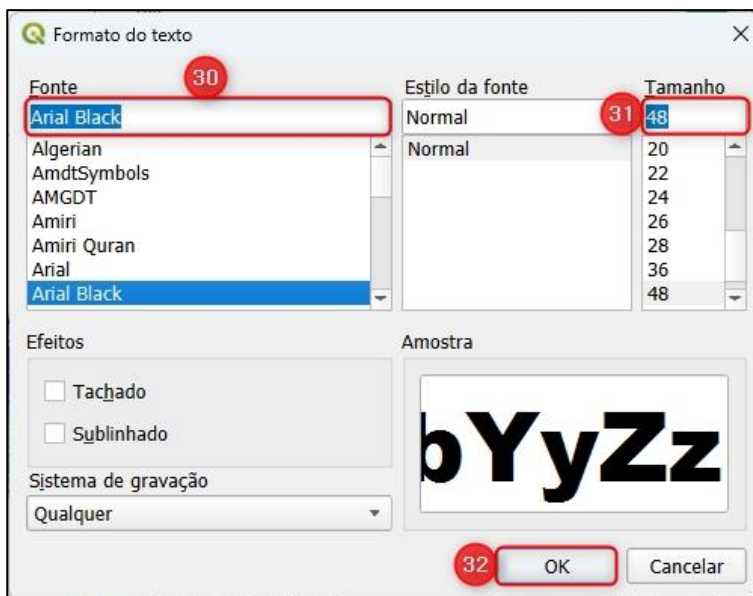 Formato do texto
30
Fonte
Arial Black
Algerian
AmdtSymbols
AMGDT
Amiri
Amiri Quran
Arial
Arial Black
Estilo da fonte
Normal
Normal
Tamanho
31
48
20
22
24
26
28
36
48
Efeitos
Tachado
Sublinhado
Sistema de gravação
Qualquer
Amostra
bYyZz
32
OK
Cancelar